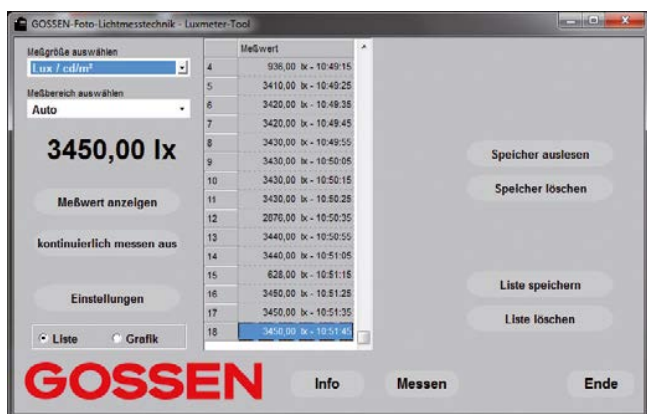 GOSSEN-Foto-Lichtmesstechnik - Luxmeter-Tool
Meßgröße auswählen
Lux / cd/m²
Meßbereich auswählen
Auto
3450,00 lx
Meßwert anzeigen
kontinuierlich messen aus
Einstellungen
Liste
Grafik
Meßwert
4 936,00 lx - 10:49:15
5 3410,00 lx - 10:49:25
6 3420,00 lx - 10:49:35
7 3420,00 lx - 10:49:45
8 3430,00 lx - 10:49:55
9 3430,00 lx - 10:50:05
10 3430,00 lx - 10:50:15
11 3430,00 lx - 10:50:25
12 2876,00 lx - 10:50:35
13 3440,00 lx - 10:50:55
14 3440,00 lx - 10:51:05
15 628,00 lx - 10:51:15
16 3450,00 lx - 10:51:25
17 3450,00 lx - 10:51:35
18 3450,00 lx - 10:51:45
Speicher auslesen
Speicher löschen
Liste speichern
Liste löschen
GOSSEN
Info
Messen
Ende